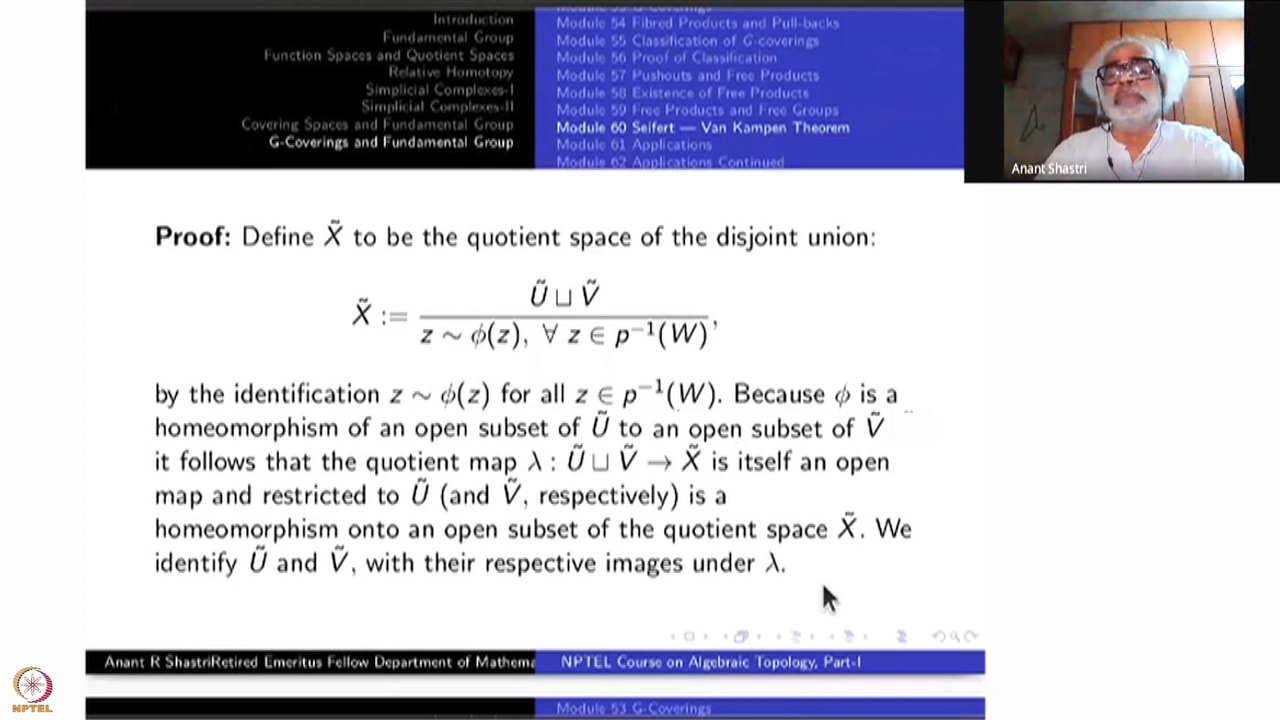 Introduction
Fundamental Group
Function Spaces and Quotient Spaces
Relative Homotopy
Simplicial Complexes-I
Simplicial Complexes-II
Covering Spaces and Fundamental Group
G-Coverings and Fundamental Group
Module 54 Fibred Products and Pull-backs
Module 55 Classification of G-coverings
Module 56 Proof of Classification
Module 57 Pushouts and Free Products
Module 58 Existence of Free Products
Module 59 Free Products and Free Groups
Module 60 Seifert — Van Kampen Theorem
Module 61 Applications
Module 62 Applications Continued
Anant Shastri
Proof: Define X̃ to be the quotient space of the disjoint union:
X̃ := Ũ ⊔ Ṽ / z ∼ ϕ(z), ∀ z ∈ p⁻¹(W),
by the identification z ∼ ϕ(z) for all z ∈ p⁻¹(W). Because ϕ is a
homeomorphism of an open subset of Ũ to an open subset of Ṽ
it follows that the quotient map λ : Ũ ⊔ Ṽ → X̃ is itself an open
map and restricted to Ũ (and Ṽ, respectively) is a
homeomorphism onto an open subset of the quotient space X̃. We
identify Ũ and Ṽ, with their respective images under λ.
Anant R ShastriRetired Emeritus Fellow Department of Mathema
NPTEL Course on Algebraic Topology, Part-I
NPTEL
Module 53 G-Coverings